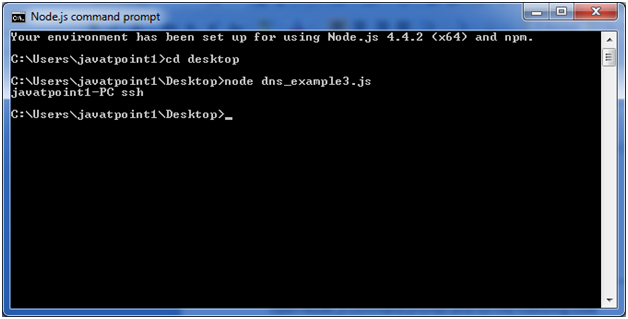 Node.js command prompt
Your environment has been set up for using Node.js 4.4.2 (x64) and npm.
C:\Users\javatpoint1>cd desktop
C:\Users\javatpoint1\Desktop>node dns_example3.js
javatpoint1-PC ssh
C:\Users\javatpoint1\Desktop>_